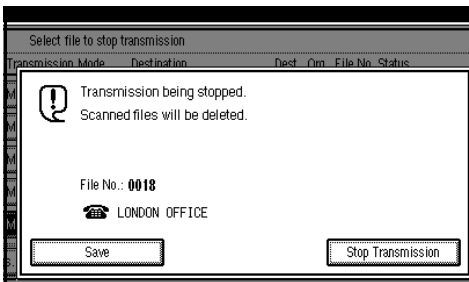 Select file to stop transmission
Transmission Mode Destination Dest. Org. File No. Status
Transmission being stopped.
Scanned files will be deleted.
File No.: 0018
LONDON OFFICE
Save Stop Transmission